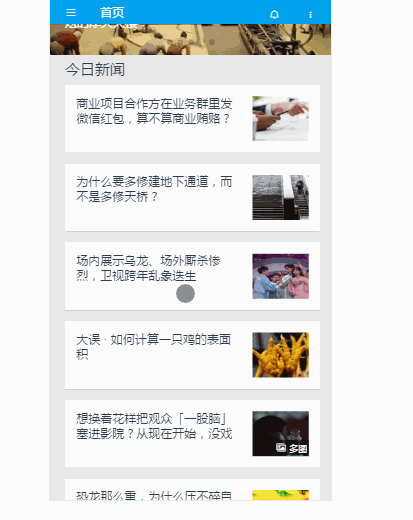 首页
今日新闻
商业项目合作方在业务群里发
微信红包，算不算商业贿赂？
为什么要多修建地下通道，而
不是多修天桥？
场内展示乌龙、场外厮杀惨
烈，卫视跨年乱象迭生
大误 · 如何计算一只鸡的表面
积
想换着花样把观众「一股脑」
塞进影院？从现在开始，没戏
多图
恐龙那么重，为什么压不碎自